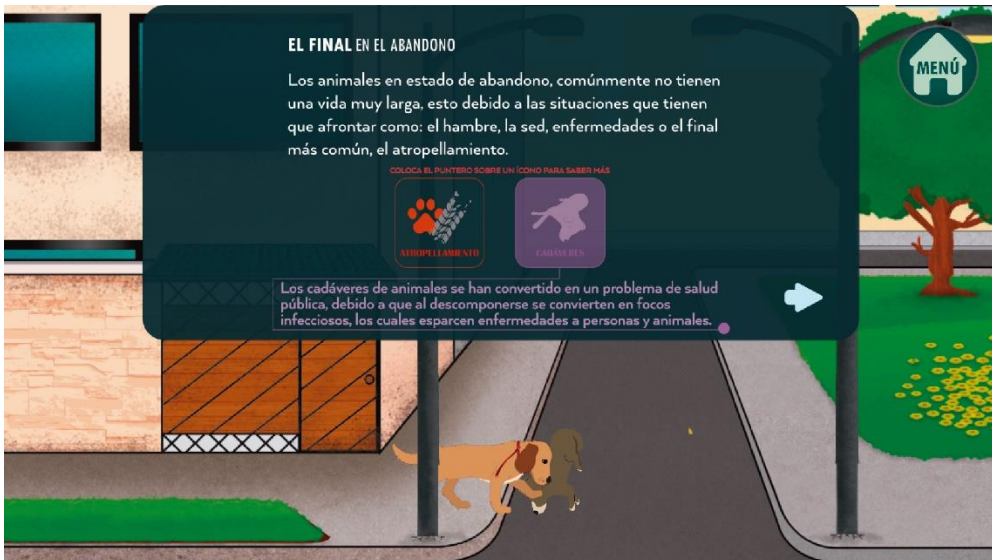 EL FINAL EN EL ABANDONO
MENÚ
Los animales en estado de abandono, comúnmente no tienen
una vida muy larga, esto debido a las situaciones que tienen
que afrontar como: el hambre, la sed, enfermedades o el final
más común, el atropellamiento.
COLOCA EL PUNTERO SOBRE UN ÍCONO PARA SABER MÁS
ATROPELLAMIENTO
CADÁVERES
Los cadáveres de animales se han convertido en un problema de salud
pública, debido a que al descomponerse se convierten en focos
infecciosos, los cuales esparcen enfermedades a personas y animales.